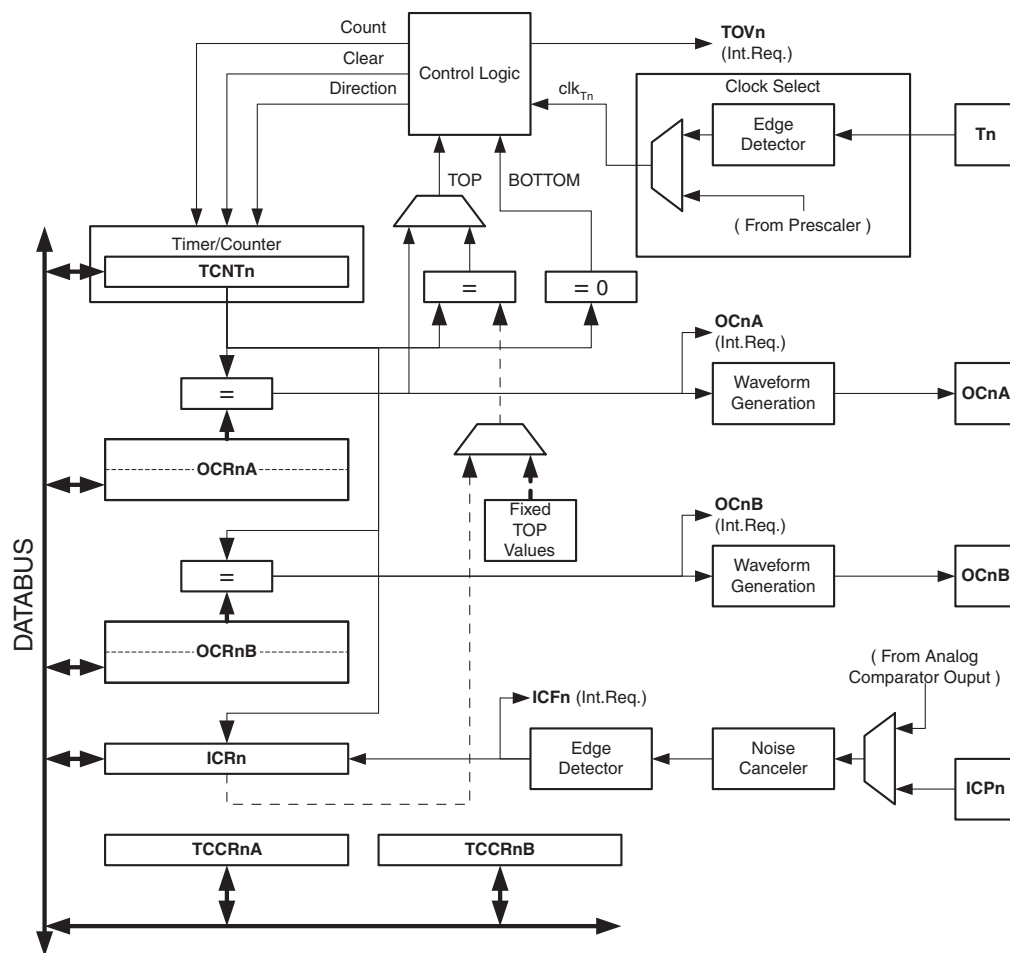 Count
Clear
Direction
Control Logic
TOVn
(Int.Req.)
clkTn
Clock Select
Edge
Detector
Tn
( From Prescaler )
TOP
BOTTOM
Timer/Counter
TCNTn
=
= 0
OCnA
(Int.Req.)
=
Waveform
Generation
OCnA
OCRnA
Fixed
TOP
Values
OCnB
(Int.Req.)
=
Waveform
Generation
OCnB
OCRnB
DATABUS
( From Analog
Comparator Ouput )
ICFn (Int.Req.)
ICRn
Edge
Detector
Noise
Canceler
ICPn
TCCRnA
TCCRnB